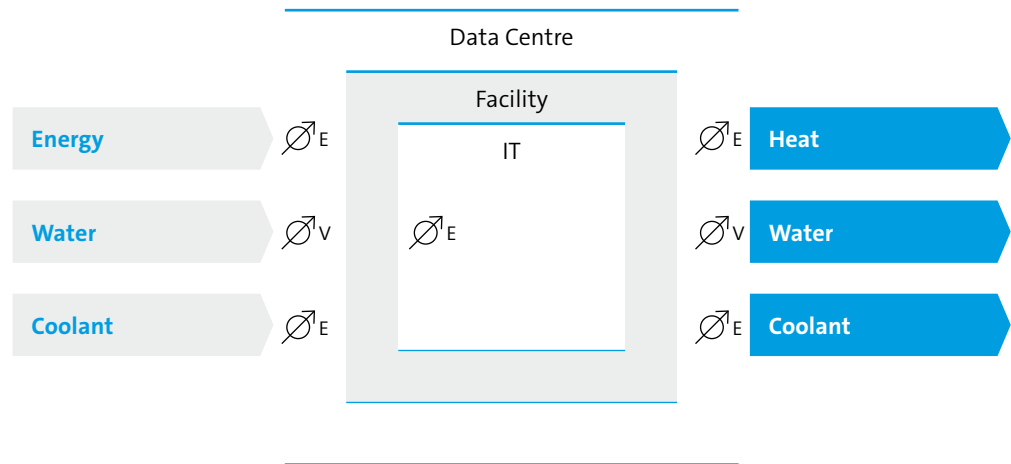 Data Centre
Facility
IT
Energy
E
E
Heat
Water
V
E
V
Water
Coolant
E
E
Coolant